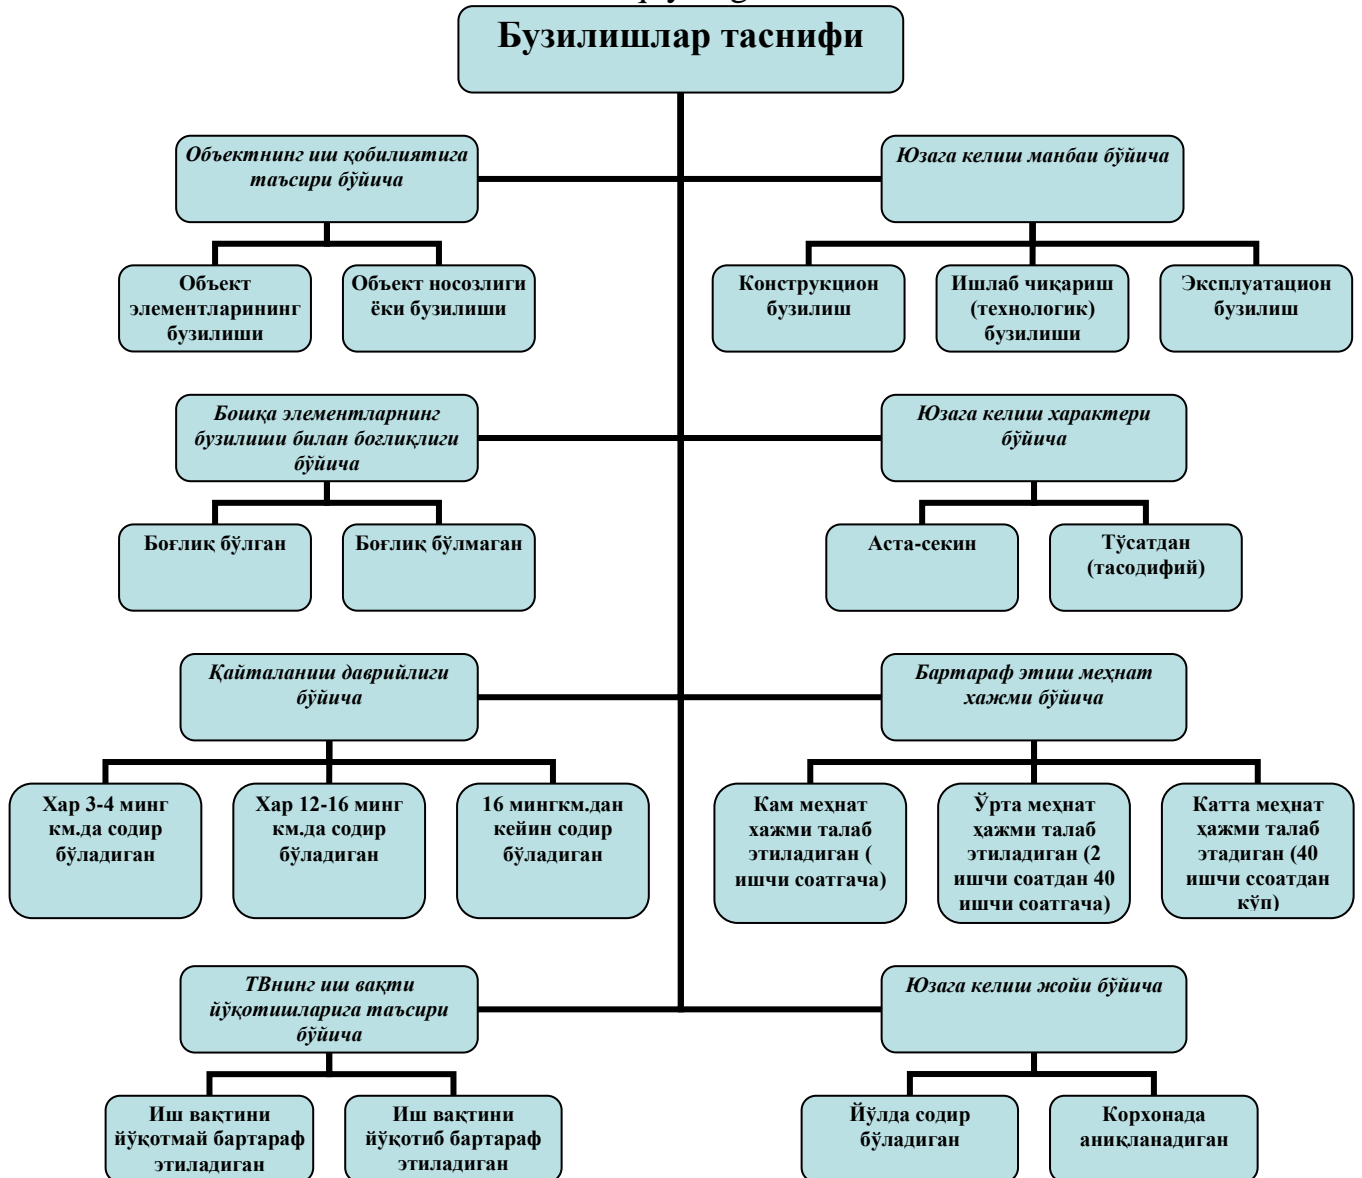 Бузилишлар таснифи
Объектнинг иш қобилиятига
таъсири бўйича
Юзага келиш манбаи бўйича
Объект
элементларининг
бузилиши
Объект носозлиги
ёки бузилиши
Конструкцион
бузилиш
Ишлаб чиқариш
(технологик)
бузилиши
Эксплуатацион
бузилиш
Бошқа элементларнинг
бузилиши билан боғлиқлиги
бўйича
Юзага келиш характери
бўйича
Боғлиқ бўлган
Боғлиқ бўлмаган
Аста-секин
Тўсатдан
(тасодифий)
Қайталаниш даврийлиги
бўйича
Бартараф этиш меҳнат
хажми бўйича
Хар 3-4 минг
км.да содир
бўладиган
Хар 12-16 минг
км.да содир
бўладиган
16 мингкм.дан
кейин содир
бўладиган
Кам меҳнат
хажми талаб
этиладиган (
ишчи соатгача)
Ўрта меҳнат
ҳажми талаб
этиладиган (2
ишчи соатдан 40
ишчи соатгача)
Катта меҳнат
ҳажми талаб
этадиган (40
ишчи ссоатдан
кўп)
ТВнинг иш вақти
йўқотишларига таъсири
бўйича
Юзага келиш жойи бўйича
Иш вақтини
йўқотмай бартараф
этиладиган
Иш вақтини
йўқотиб бартараф
этиладиган
Йўлда содир
бўладиган
Корхонада
аниқланадиган